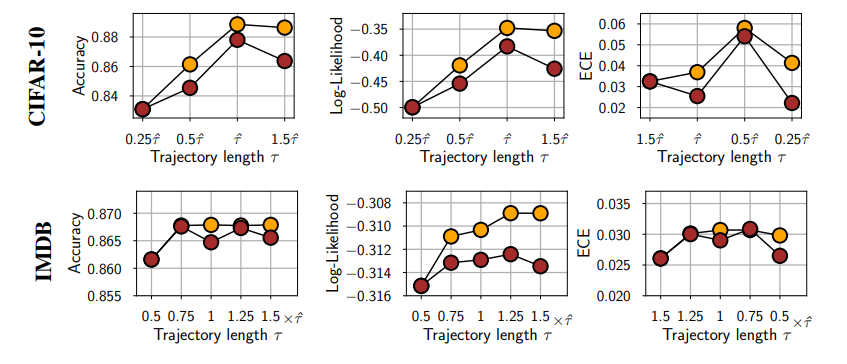 CIFAR-10
Accuracy
0.88
0.86
0.84
0.25τ̂ 0.5τ̂ τ̂ 1.5τ̂
Trajectory length τ
Log-Likelihood
−0.35
−0.40
−0.45
−0.50
0.25τ̂ 0.5τ̂ τ̂ 1.5τ̂
Trajectory length τ
ECE
0.06
0.05
0.04
0.03
0.02
1.5τ̂ τ̂ 0.5τ̂ 0.25τ̂
Trajectory length τ
IMDB
Accuracy
0.870
0.865
0.860
0.855
0.5 0.75 1 1.25 1.5 ×τ̂
Trajectory length τ
Log-Likelihood
−0.308
−0.310
−0.312
−0.314
−0.316
0.5 0.75 1 1.25 1.5 ×τ̂
Trajectory length τ
ECE
0.035
0.030
0.025
0.020
1.5 1.25 1 0.75 0.5 ×τ̂
Trajectory length τ